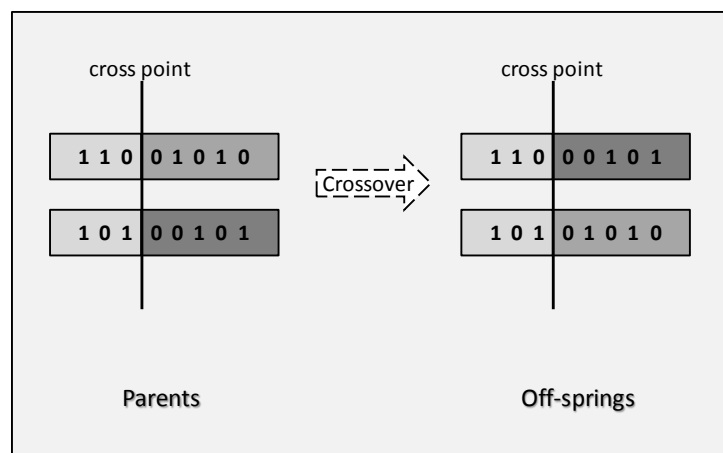 cross point
cross point
1 1 0 0 1 0 1 0
1 1 0 0 0 1 0 1
Crossover
1 0 1 0 0 1 0 1
1 0 1 0 1 0 1 0
Parents
Off-springs